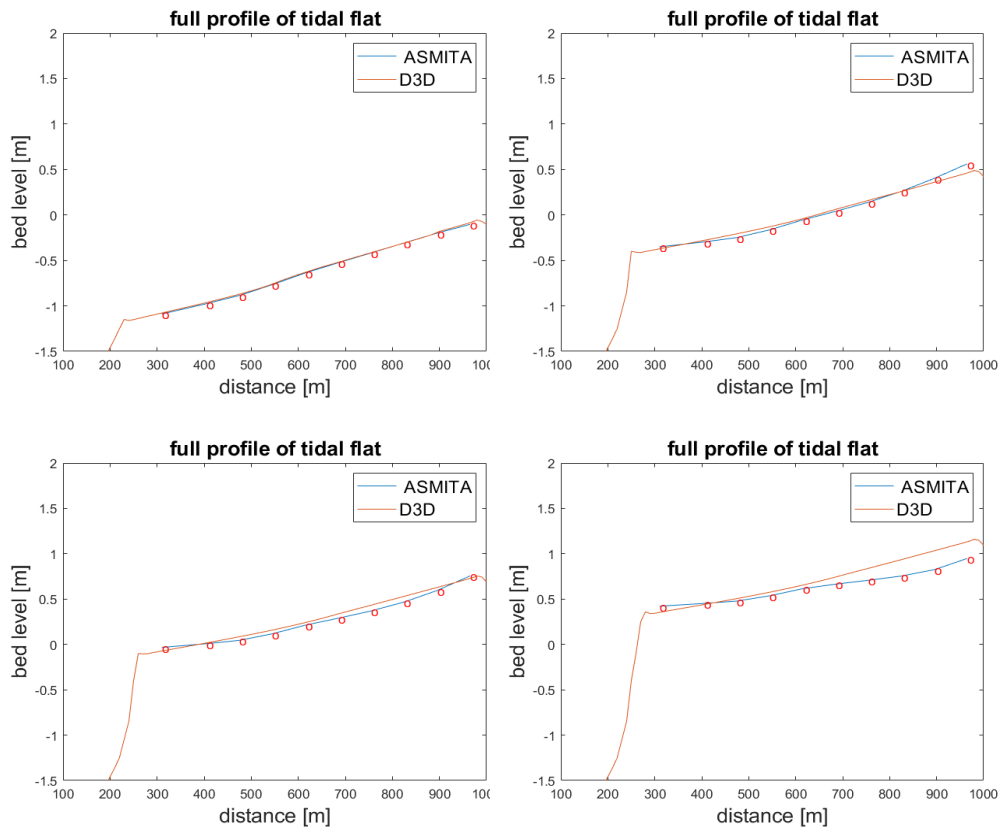 full profile of tidal flat
2
1.5
1
0.5
0
-0.5
-1
-1.5
bed level [m]
ASMITA
D3D
100 200 300 400 500 600 700 800 900 100
distance [m]
full profile of tidal flat
2
1.5
1
0.5
0
-0.5
-1
-1.5
bed level [m]
ASMITA
D3D
100 200 300 400 500 600 700 800 900 1000
distance [m]
full profile of tidal flat
2
1.5
1
0.5
0
-0.5
-1
-1.5
bed level [m]
ASMITA
D3D
100 200 300 400 500 600 700 800 900 100
distance [m]
full profile of tidal flat
2
1.5
1
0.5
0
-0.5
-1
-1.5
bed level [m]
ASMITA
D3D
100 200 300 400 500 600 700 800 900 1000
distance [m]